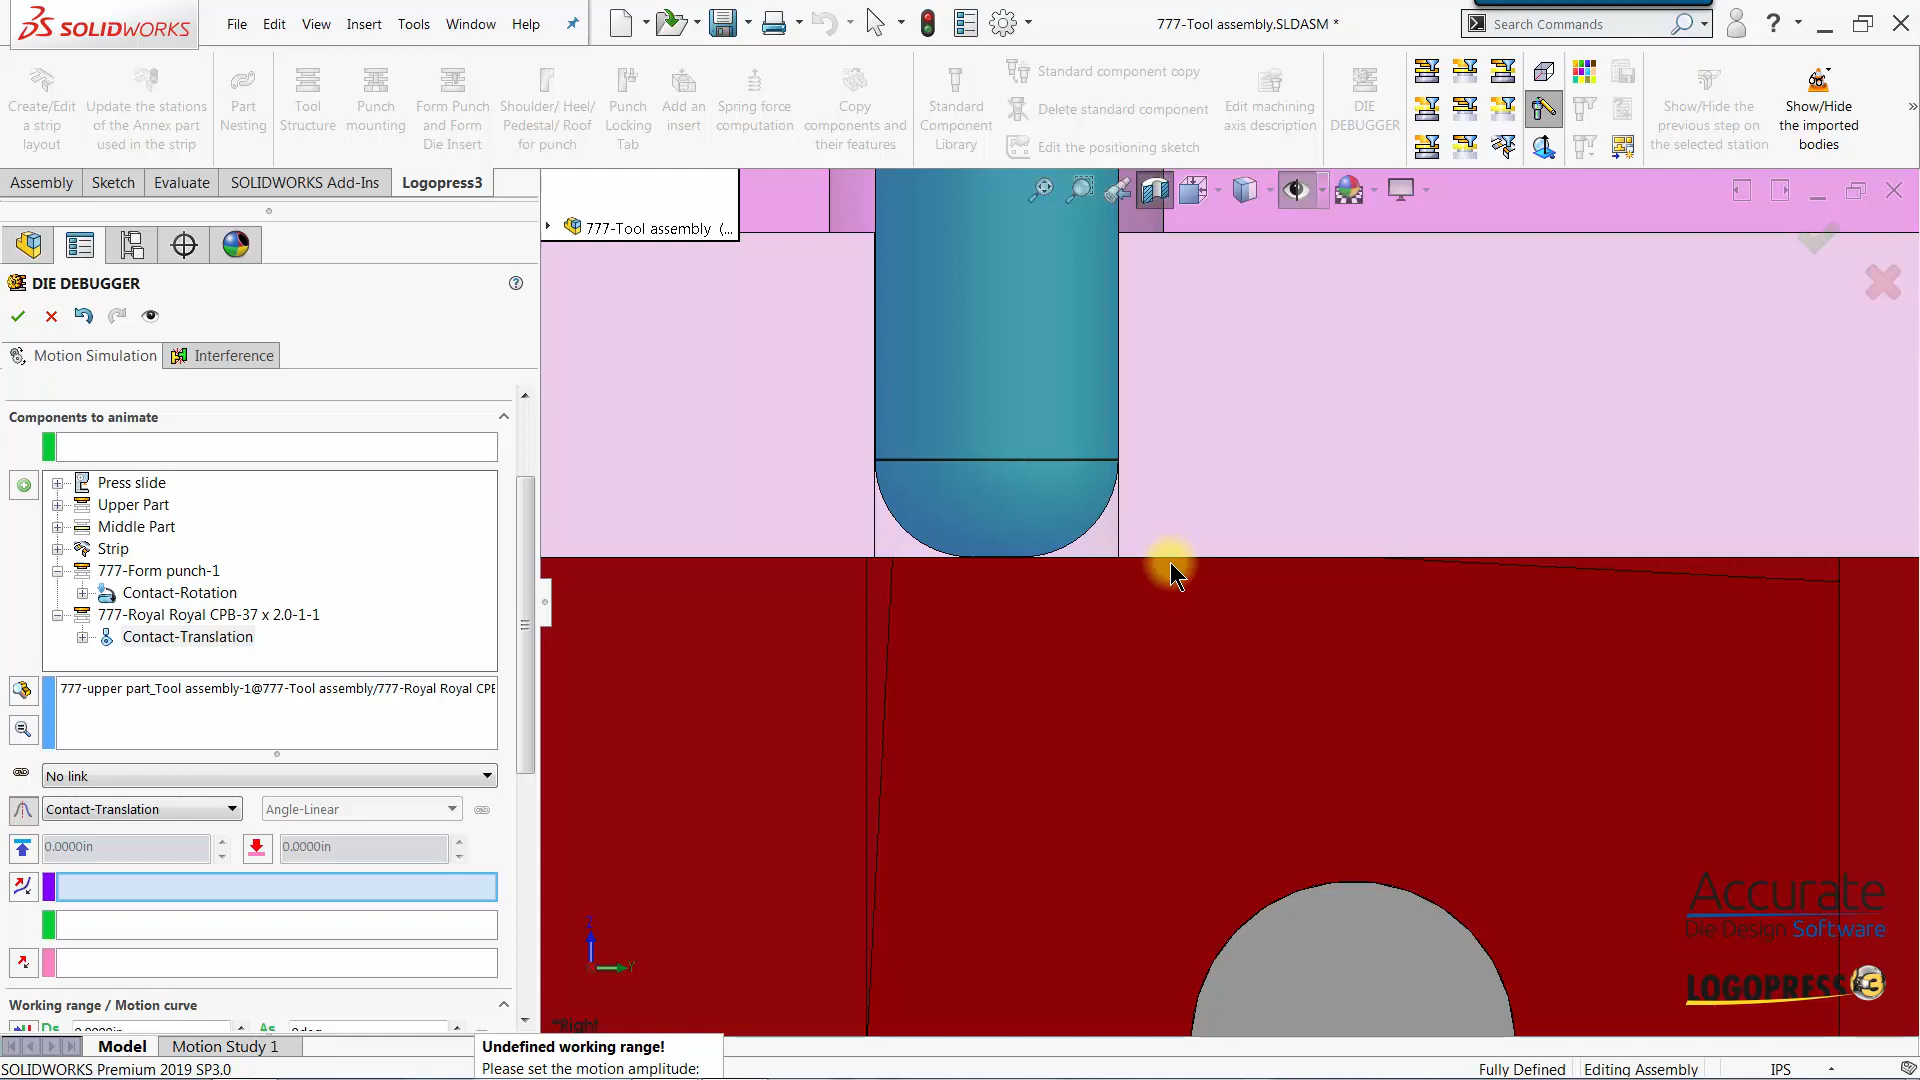 SOLIDWORKS
File Edit View Insert Tools Window Help
777-Tool assembly.SLDASM *
Search Commands
Create/Edit a strip layout
Update the stations of the Annex part used in the strip
Part Nesting
Tool Structure
Punch mounting
Form Punch and Form Die Insert
Shoulder/ Heel/ Pedestal/ Roof for punch
Punch Locking Tab
Add an insert
Spring force computation
Copy components and their features
Standard Component Library
Standard component copy
Delete standard component
Edit the positioning sketch
Edit machining axis description
DIE DEBUGGER
Show/Hide the previous step on the selected station
Show/Hide the imported bodies
Assembly Sketch Evaluate SOLIDWORKS Add-Ins Logopress3
777-Tool assembly (...
DIE DEBUGGER
Motion Simulation Interference
Components to animate
Press slide
Upper Part
Middle Part
Strip
777-Form punch-1
Contact-Rotation
777-Royal Royal CPB-37 x 2.0-1-1
Contact-Translation
777-upper part_Tool assembly-1@777-Tool assembly/777-Royal Royal CPB
No link
Contact-Translation Angle-Linear
0.0000in 0.0000in
Working range / Motion curve
Ds 0.0000in As 0deg
Z
Y
*Right
Accurate
Die Design Software
LOGOPRESS 3
Model Motion Study 1
Undefined working range!
Please set the motion amplitude:
SOLIDWORKS Premium 2019 SP3.0
Fully Defined Editing Assembly IPS